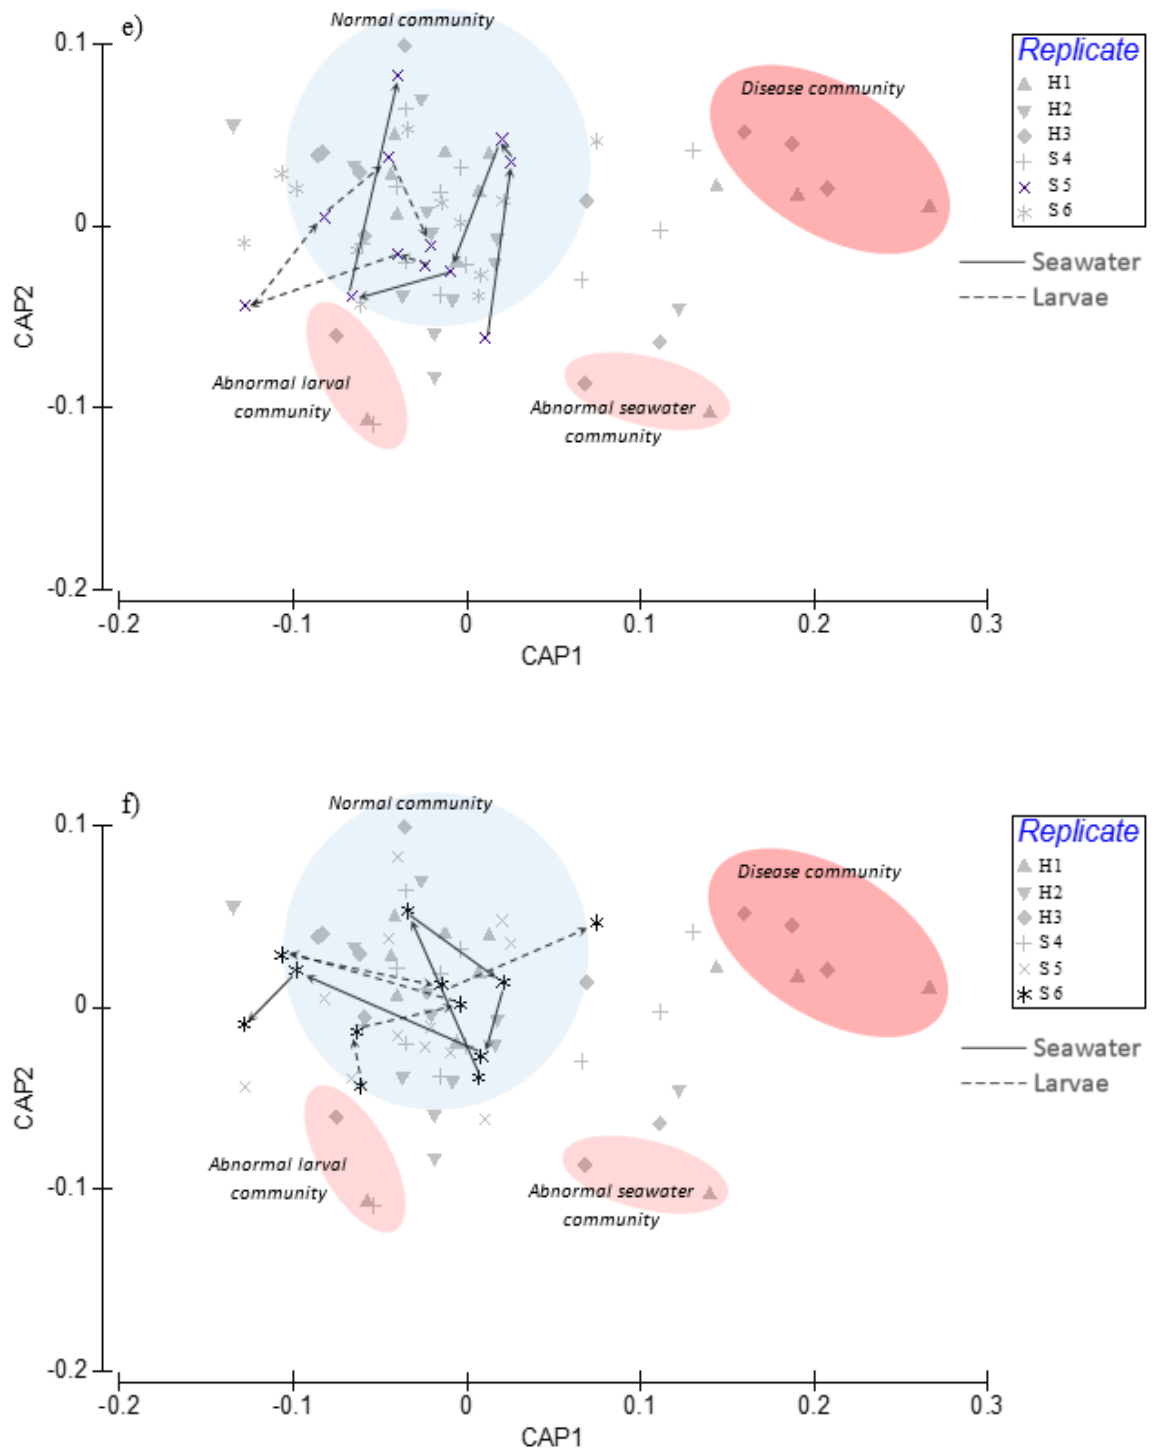 e)
Normal community
0.1
Disease community
Replicate
H1
H2
H3
S4
S5
S6
0
Seawater
Larvae
CAP2
Abnormal larval
community
-0.1
Abnormal seawater
community
-0.2
-0.2 -0.1 0 0.1 0.2 0.3
CAP1
f)
Normal community
0.1
Disease community
Replicate
H1
H2
H3
S4
S5
S6
0
Seawater
Larvae
CAP2
Abnormal larval
community
-0.1
Abnormal seawater
community
-0.2
-0.2 -0.1 0 0.1 0.2 0.3
CAP1